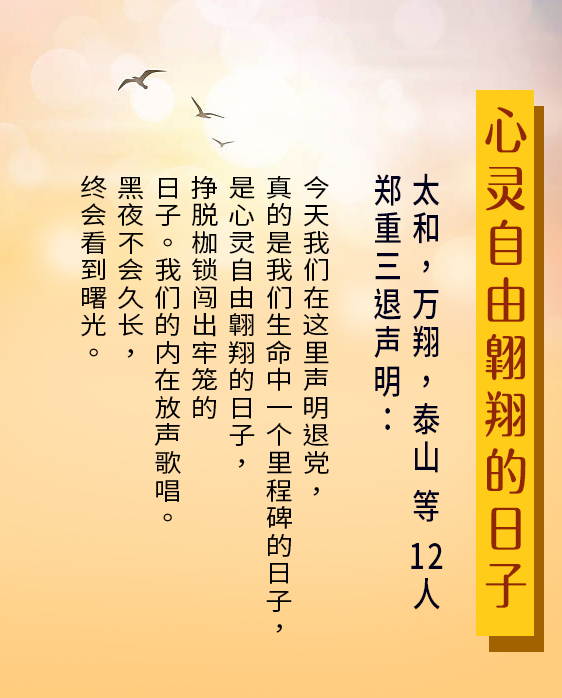 心灵自由翺翔的日子
太和，万翔，泰山 等 12人
郑重三退声明：
今天我们在这里声明退党，
真的是我们生命中一个里程碑的日子，
是心灵自由翺翔的日子，
挣脱枷锁闯出牢笼的
日子。我们的内在放声歌唱。
黑夜不会久长，
终会看到曙光。